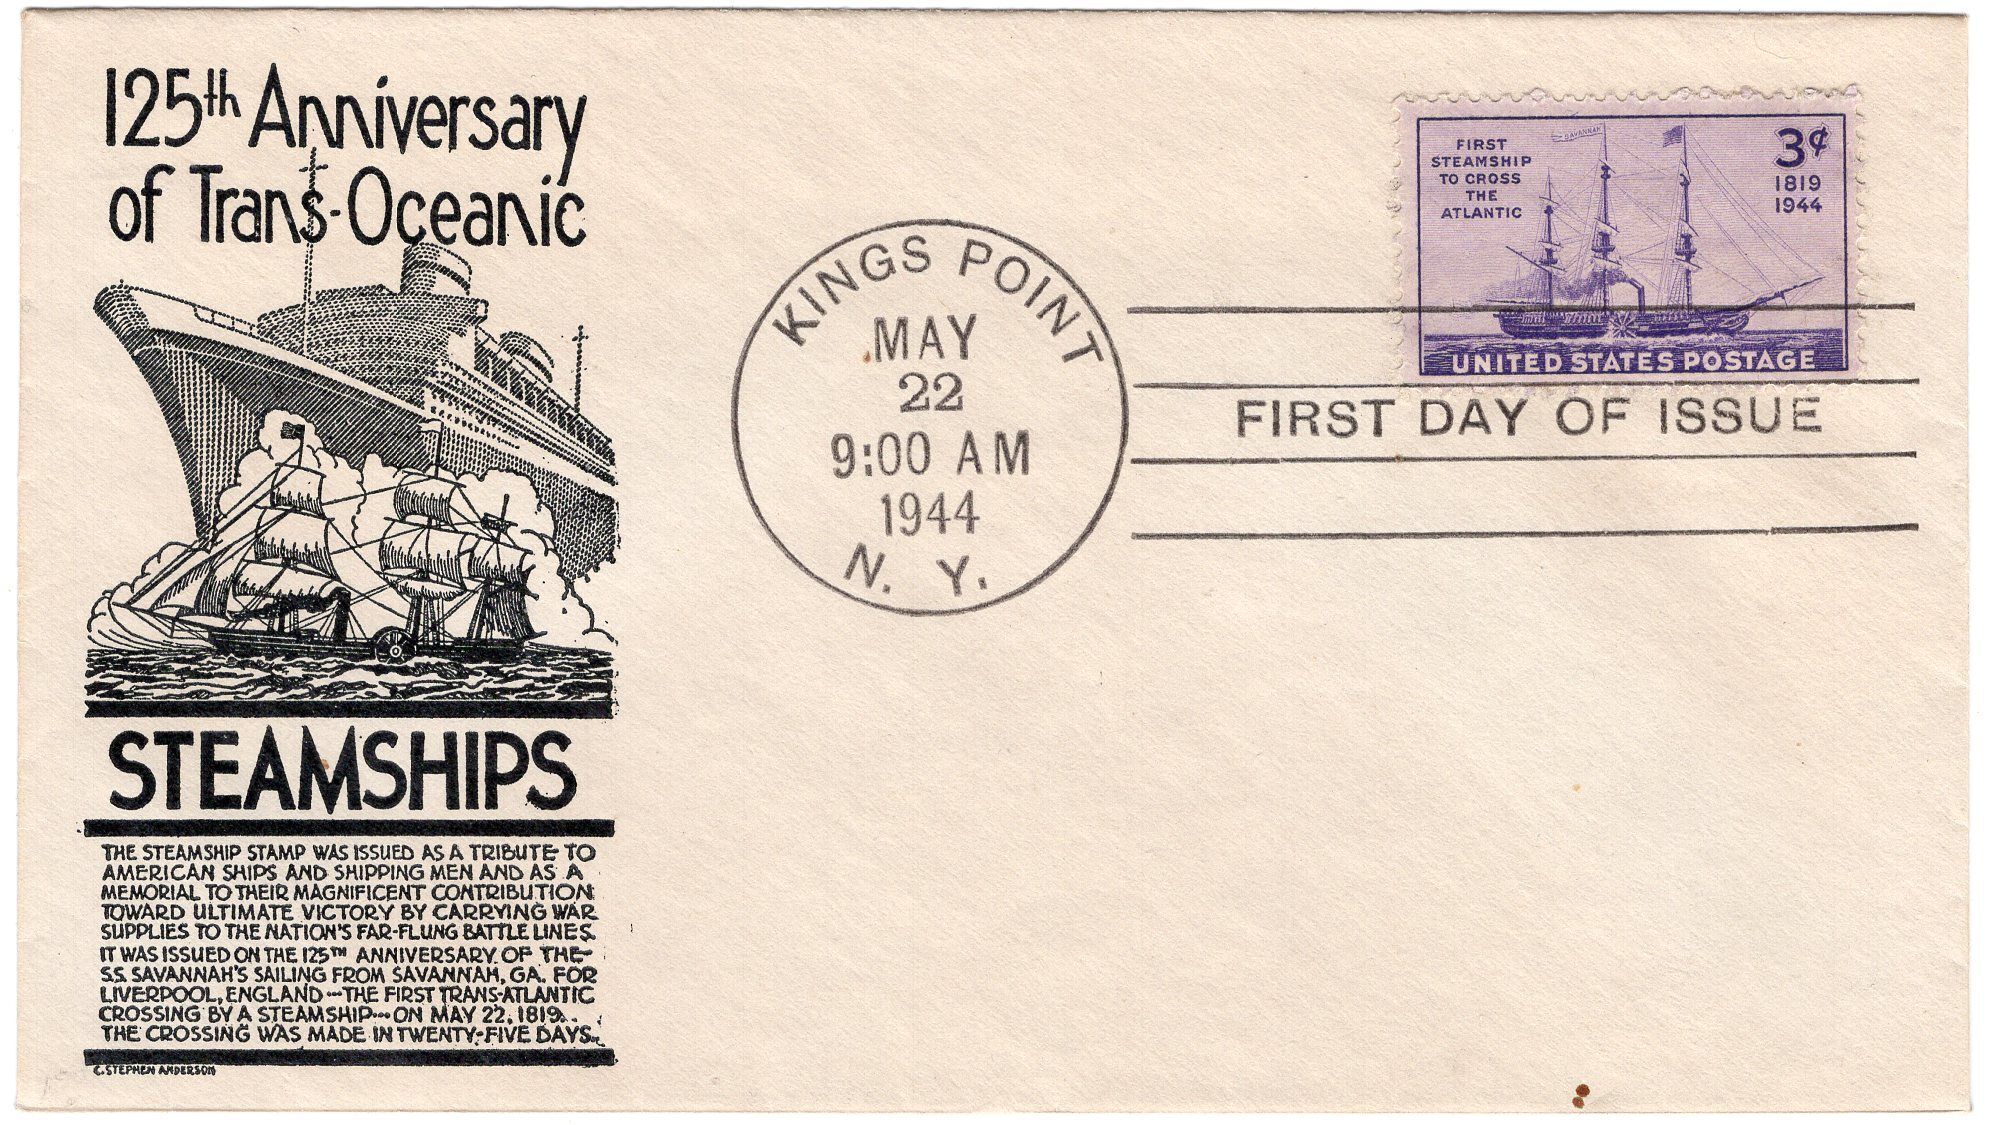 125th Anniversary
of Trans-Oceanic
STEAMSHIPS
THE STEAMSHIP STAMP WAS ISSUED AS A TRIBUTE TO
AMERICAN SHIPS AND SHIPPING MEN AND AS A
MEMORIAL TO THEIR MAGNIFICENT CONTRIBUTION
TOWARD ULTIMATE VICTORY BY CARRYING WAR
SUPPLIES TO THE NATION'S FAR-FLUNG BATTLE LINES.
IT WAS ISSUED ON THE 125TH ANNIVERSARY OF THE
S.S. SAVANNAH'S SAILING FROM SAVANNAH, GA. FOR
LIVERPOOL, ENGLAND---THE FIRST TRANS-ATLANTIC
CROSSING BY A STEAMSHIP---ON MAY 22, 1819.
THE CROSSING WAS MADE IN TWENTY-FIVE DAYS.
C. STEPHEN ANDERSON
KINGS POINT
MAY
22
9:00 AM
1944
N. Y.
SAVANNAH
FIRST
STEAMSHIP
TO CROSS
THE
ATLANTIC
3¢
1819
1944
UNITED STATES POSTAGE
FIRST DAY OF ISSUE